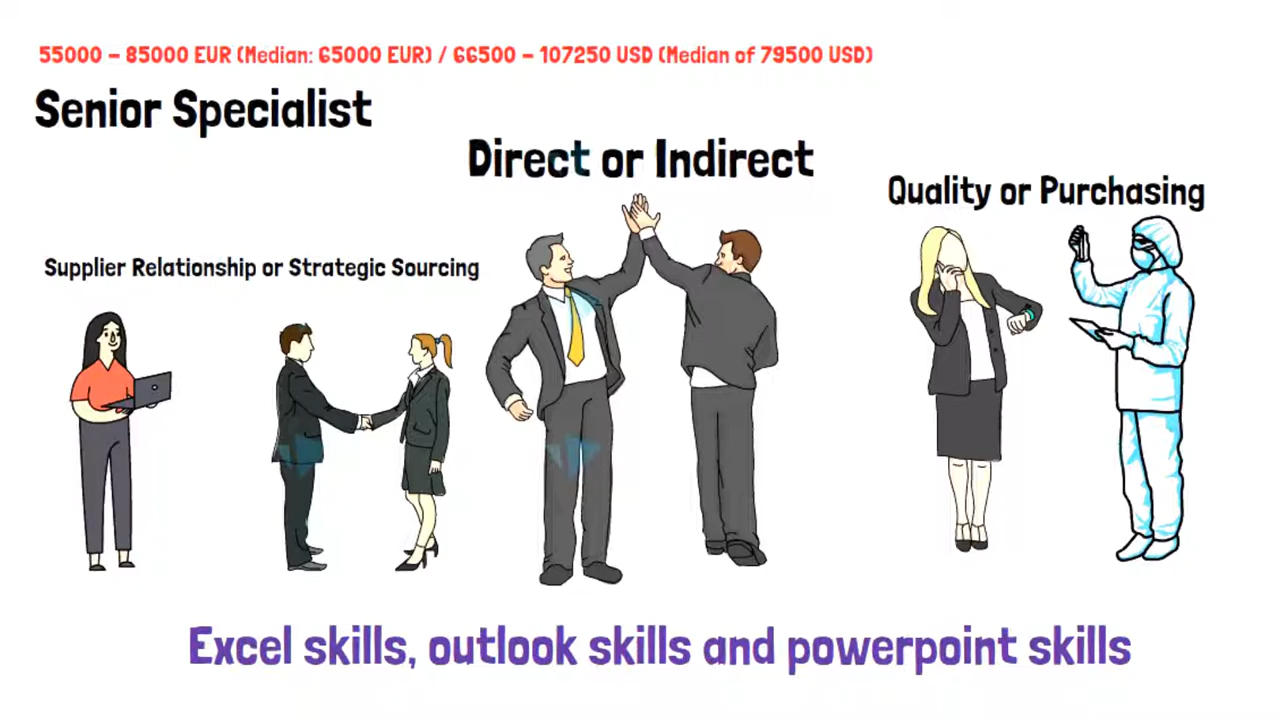 55000 – 85000 EUR (Median: 65000 EUR) / 66500 – 107250 USD (Median of 79500 USD)
Senior Specialist
Direct or Indirect
Quality or Purchasing
Supplier Relationship or Strategic Sourcing
Excel skills, outlook skills and powerpoint skills